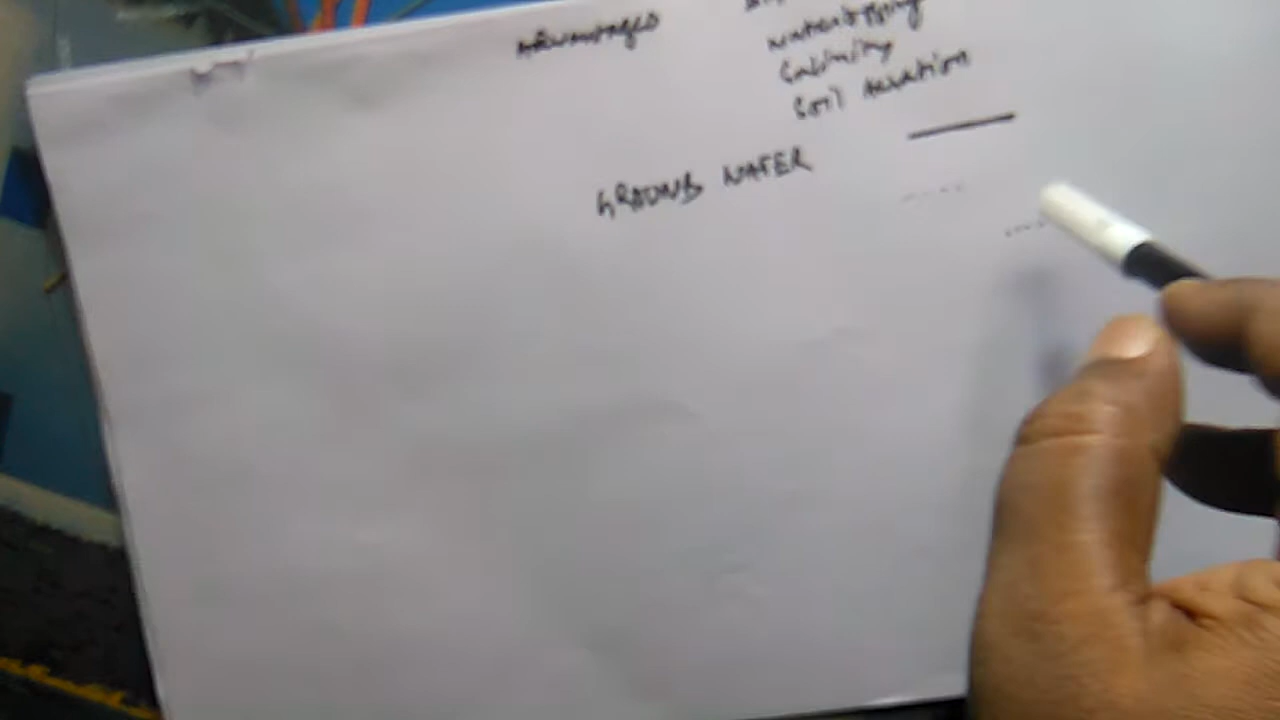 Advantages
Waterlogging
Salinity
Soil Aeration
GROUND WATER